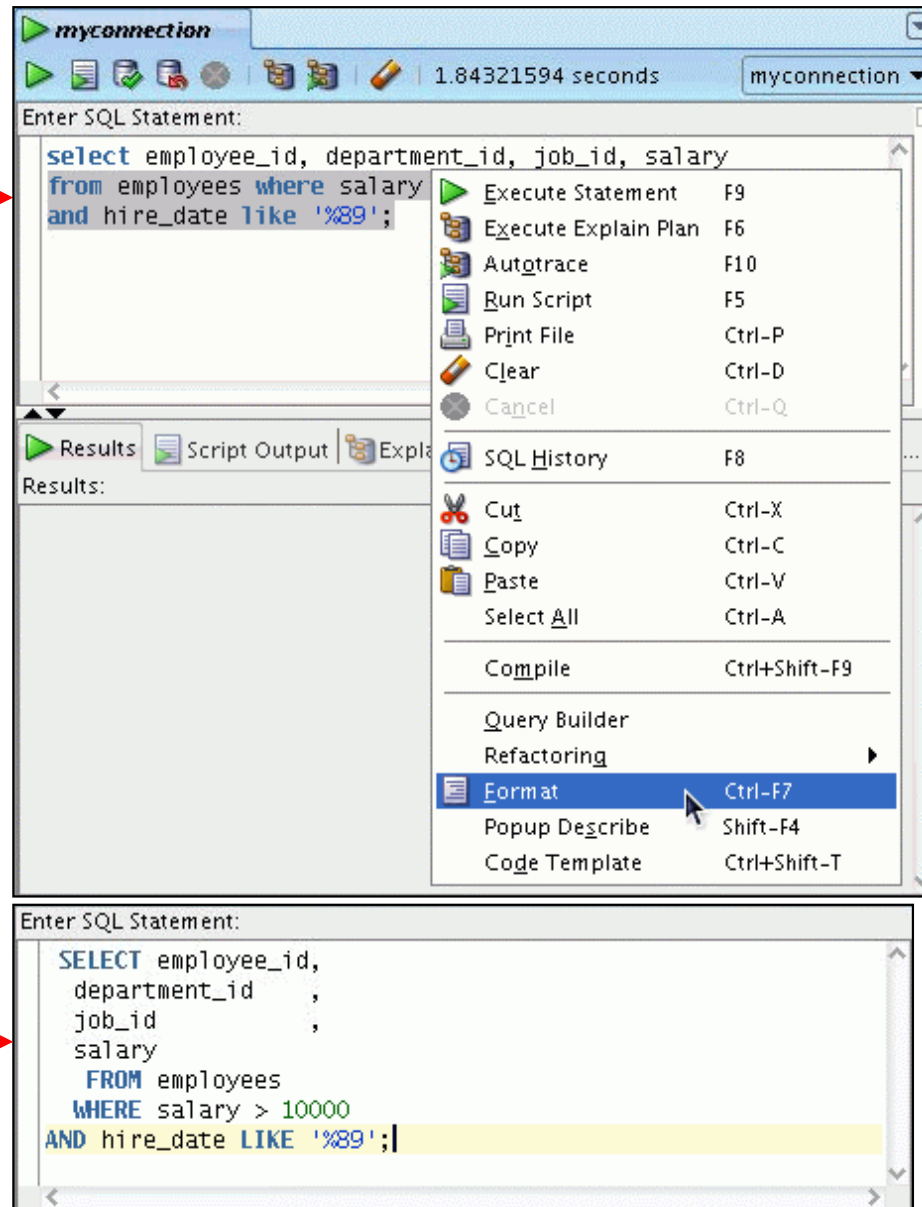 myconnection
1.84321594 seconds myconnection
Enter SQL Statement:
select employee_id, department_id, job_id, salary
from employees where salary
and hire_date like '%89';
Execute Statement F9
Execute Explain Plan F6
Autotrace F10
Run Script F5
Print File Ctrl-P
Clear Ctrl-D
Cancel Ctrl-Q
Results Script Output Expla ...
SQL History F8
Results:
Cut Ctrl-X
Copy Ctrl-C
Paste Ctrl-V
Select All Ctrl-A
Compile Ctrl+Shift-F9
Query Builder
Refactoring
Format Ctrl-F7
Popup Describe Shift-F4
Code Template Ctrl+Shift-T
Enter SQL Statement:
SELECT employee_id,
department_id ,
job_id ,
salary
FROM employees
WHERE salary > 10000
AND hire_date LIKE '%89';